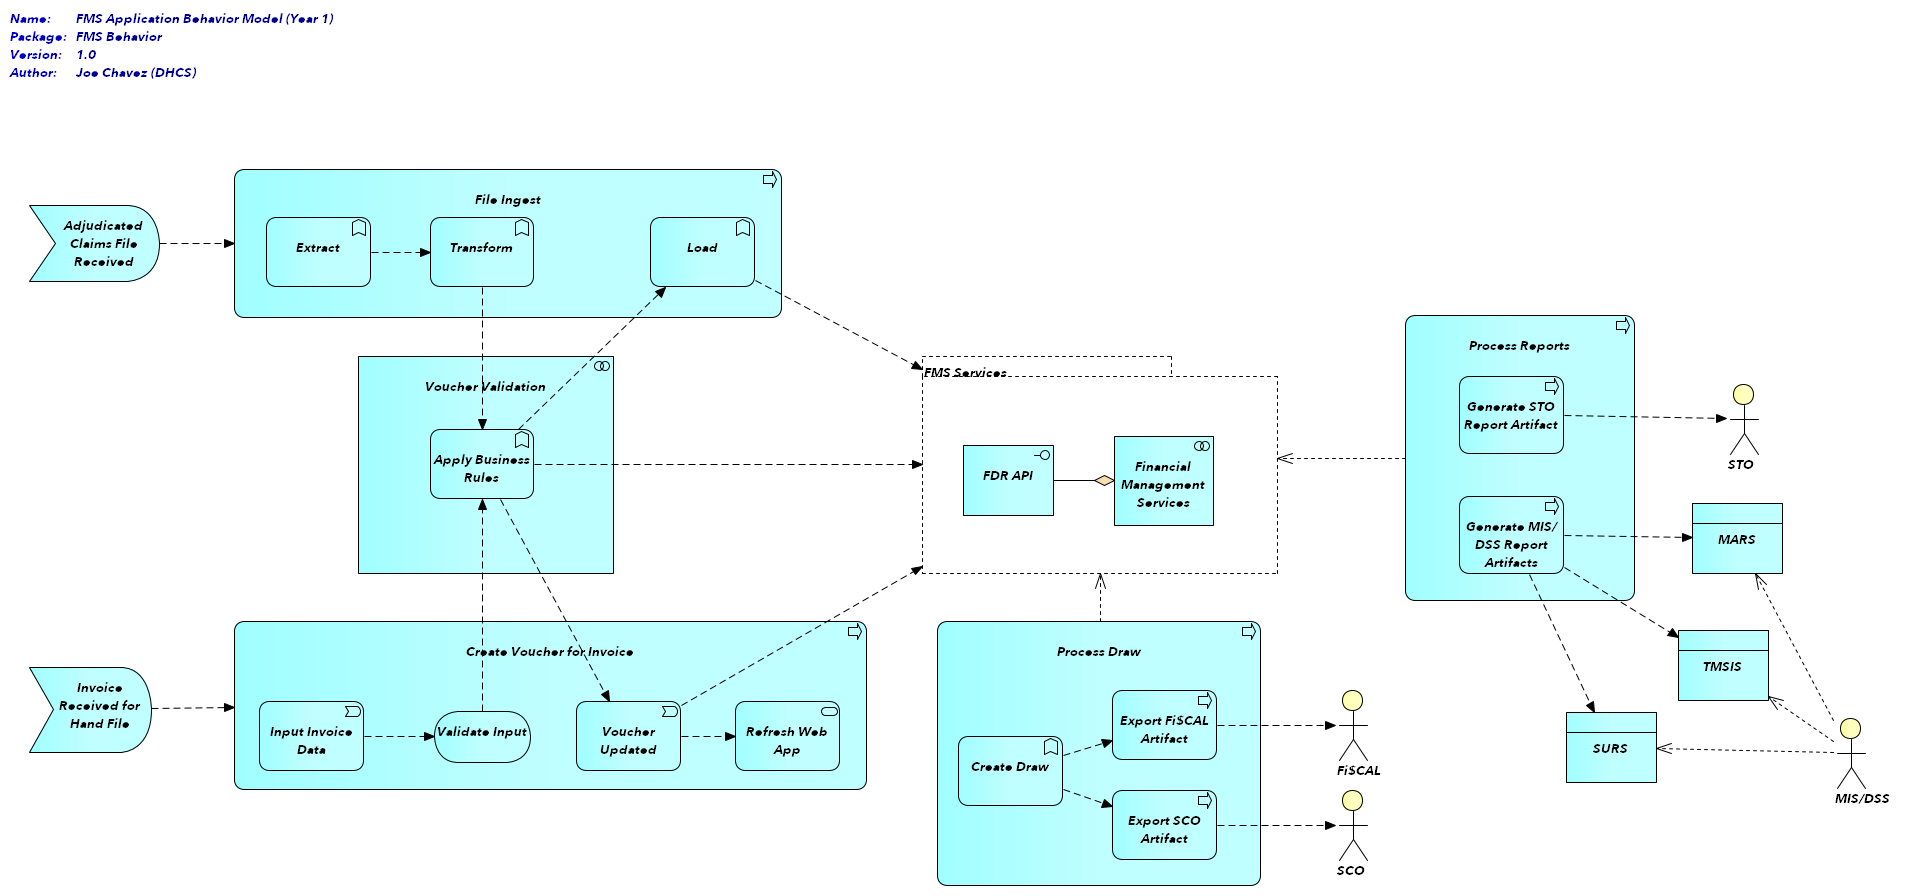 Name: FMS Application Behavior Model (Year 1)
Package: FMS Behavior
Version: 1.0
Author: Joe Chavez (DHCS)
Adjudicated
Claims File
Received
File Ingest
Extract
Transform
Load
Voucher Validation
Apply Business
Rules
FMS Services
FDR API
Financial
Management
Services
Process Reports
Generate STO
Report Artifact
STO
Generate MIS/
DSS Report
Artifacts
MARS
TMSIS
SURS
MIS/DSS
Invoice
Received for
Hand File
Create Voucher for Invoice
Input Invoice
Data
Validate Input
Voucher
Updated
Refresh Web
App
Process Draw
Create Draw
Export Fi$CAL
Artifact
Fi$CAL
Export SCO
Artifact
SCO